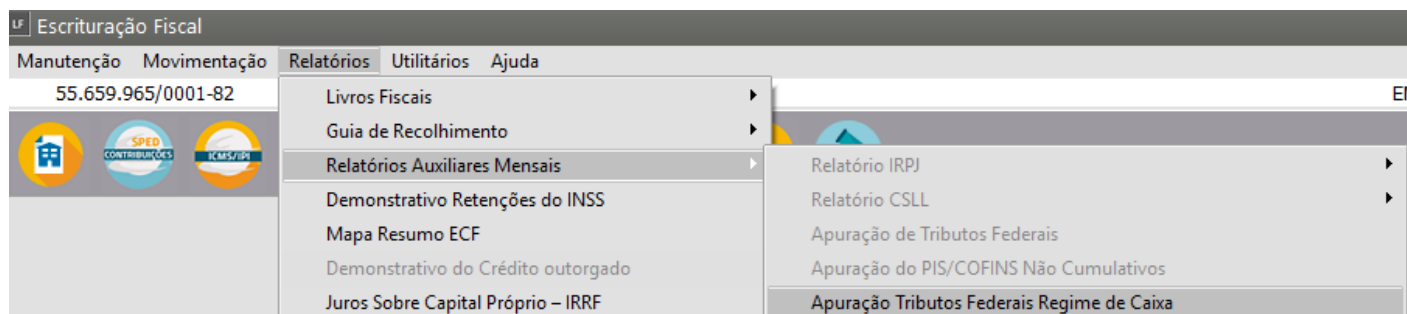 LF Escrituração Fiscal
Manutenção Movimentação Relatórios Utilitários Ajuda
55.659.965/0001-82 EM
Livros Fiscais
Guia de Recolhimento
SPED CONTRIBUIÇÕES ICMS/IPI
Relatórios Auxiliares Mensais Relatório IRPJ
Demonstrativo Retenções do INSS Relatório CSLL
Mapa Resumo ECF Apuração de Tributos Federais
Demonstrativo do Crédito outorgado Apuração do PIS/COFINS Não Cumulativos
Juros Sobre Capital Próprio – IRRF Apuração Tributos Federais Regime de Caixa